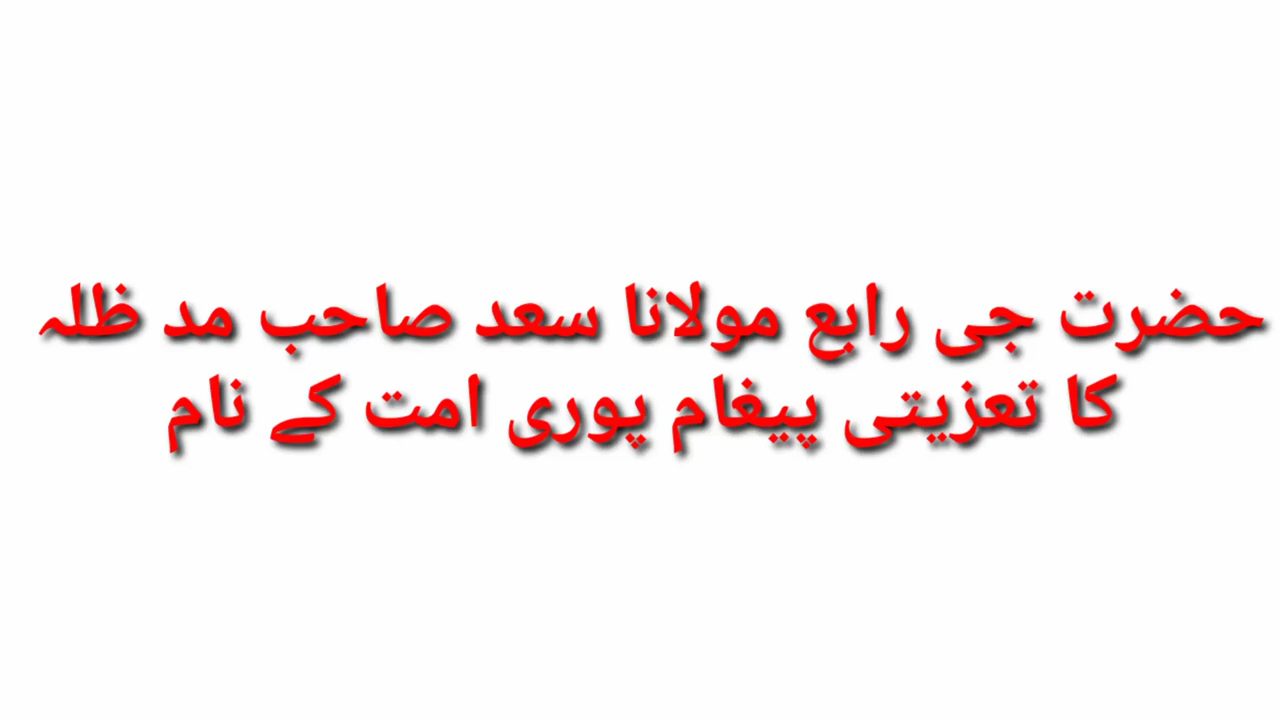 حضرت جی رابع مولانا سعد صاحب مد ظلہ
کا تعزیتی پیغام پوری امت کے نام